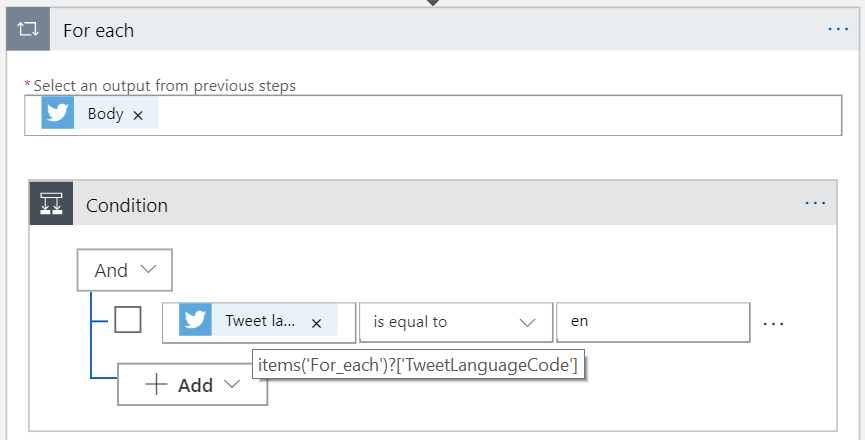 For each
...
* Select an output from previous steps
Body ×
Condition
...
And
Tweet la... × is equal to en ...
items('For_each')?['TweetLanguageCode']
+ Add